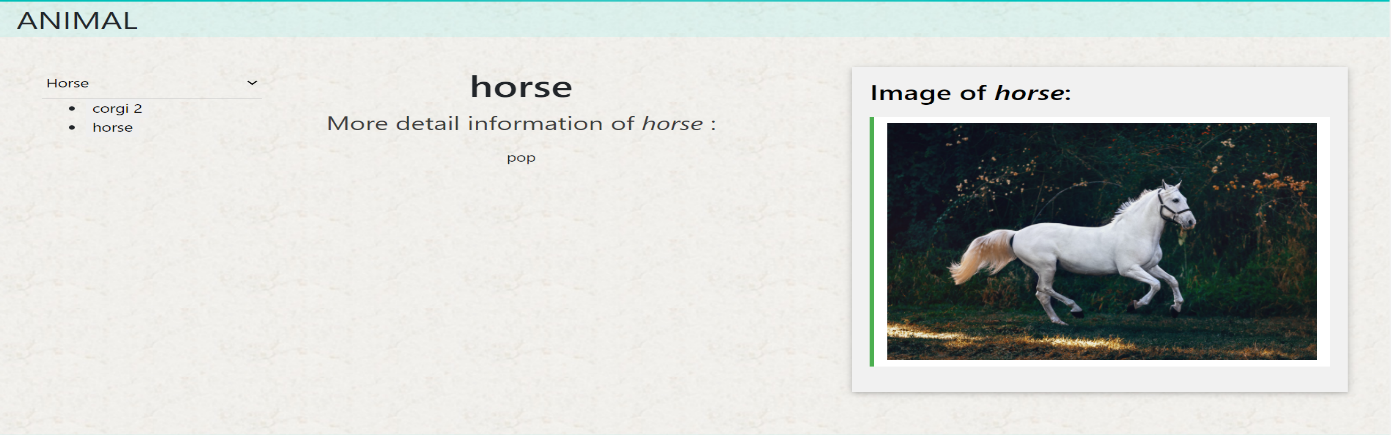 ANIMAL
Horse
• corgi 2
• horse
horse
More detail information of horse :
pop
Image of horse: